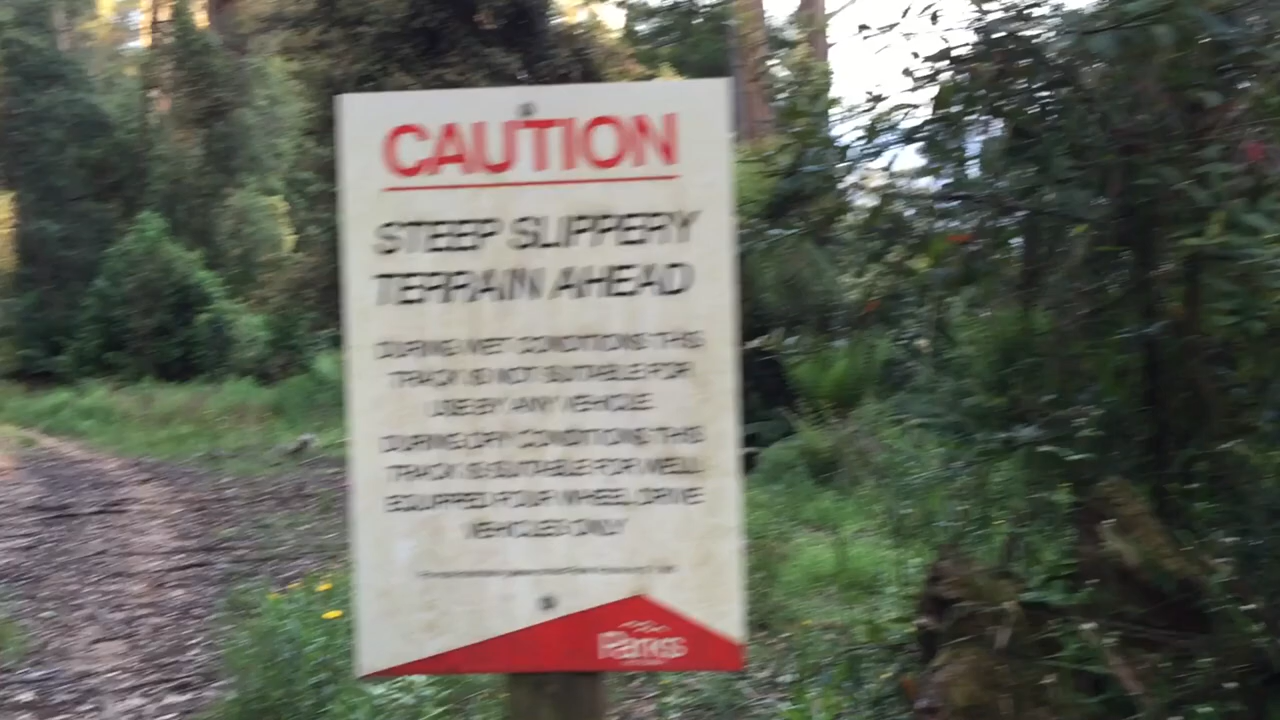 CAUTION
STEEP SLIPPERY
TERRAIN AHEAD
DURING WET CONDITIONS THIS
TRACK IS NOT SUITABLE FOR
USE BY ANY VEHICLE.
DURING DRY CONDITIONS THIS
TRACK IS SUITABLE FOR WELL
EQUIPPED FOUR WHEEL DRIVE
VEHICLES ONLY
Parks